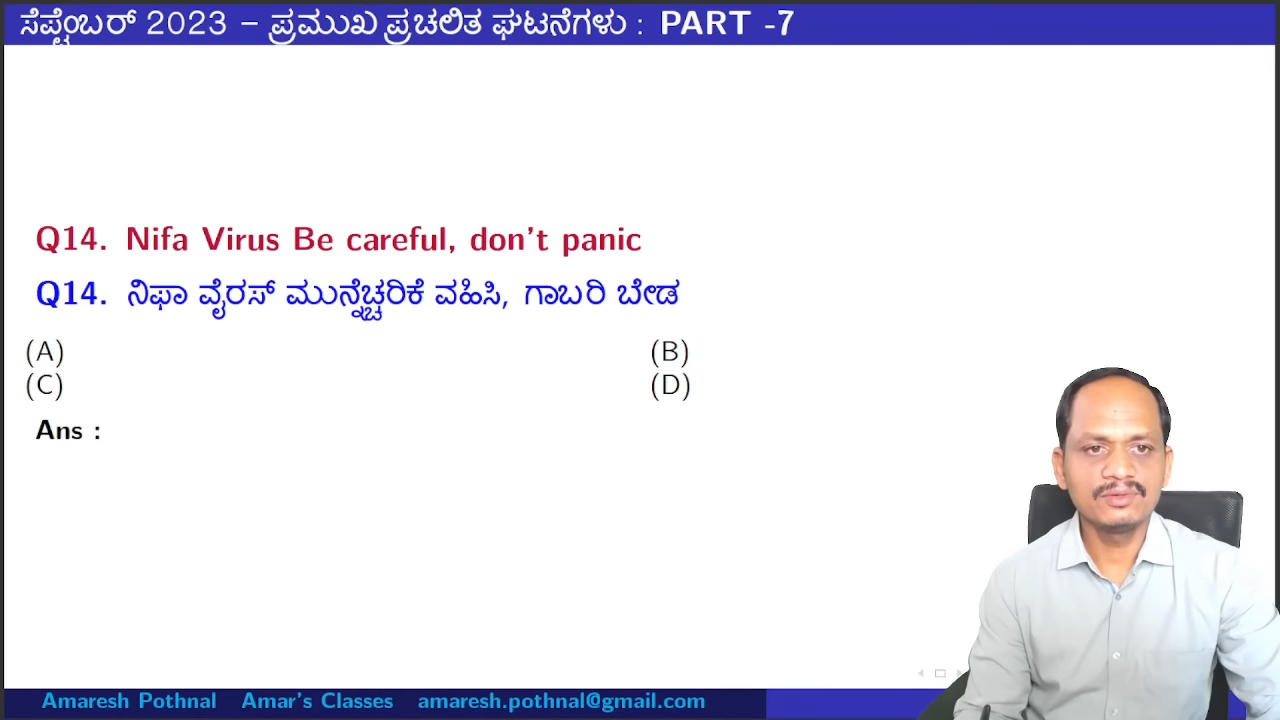 ಸೆಪ್ಟೆಂಬರ್ 2023 – ಪ್ರಮುಖ ಪ್ರಚಲಿತ ಘಟನೆಗಳು : PART -7
Q14. Nifa Virus Be careful, don't panic
Q14. ನಿಫಾ ವೈರಸ್ ಮುನ್ನೆಚ್ಚರಿಕೆ ವಹಿಸಿ, ಗಾಬರಿ ಬೇಡ
(A) (B)
(C) (D)
Ans :
Amaresh Pothnal Amar's Classes amaresh.pothnal@gmail.com